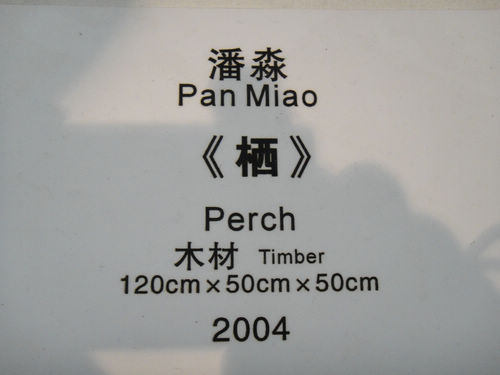 潘淼
Pan Miao
《栖》
Perch
木材 Timber
120cm×50cm×50cm
2004